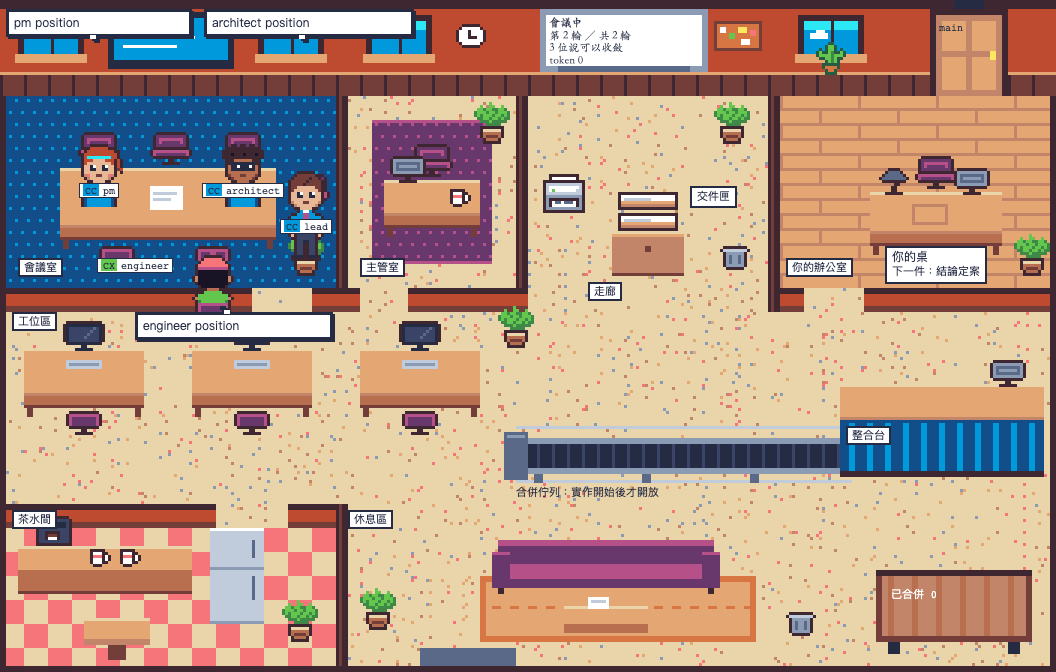 pm position
architect position
會議中
第 2 輪 ／ 共 2 輪
3 位說可以收斂
token 0
main
CC pm
CC architect
CC lead
CX engineer
會議室
主管室
交件匣
走廊
你的辦公室
你的桌
下一件：結論定案
工位區
engineer position
整合台
合併佇列：實作開始後才開放
茶水間
休息區
已合併 0